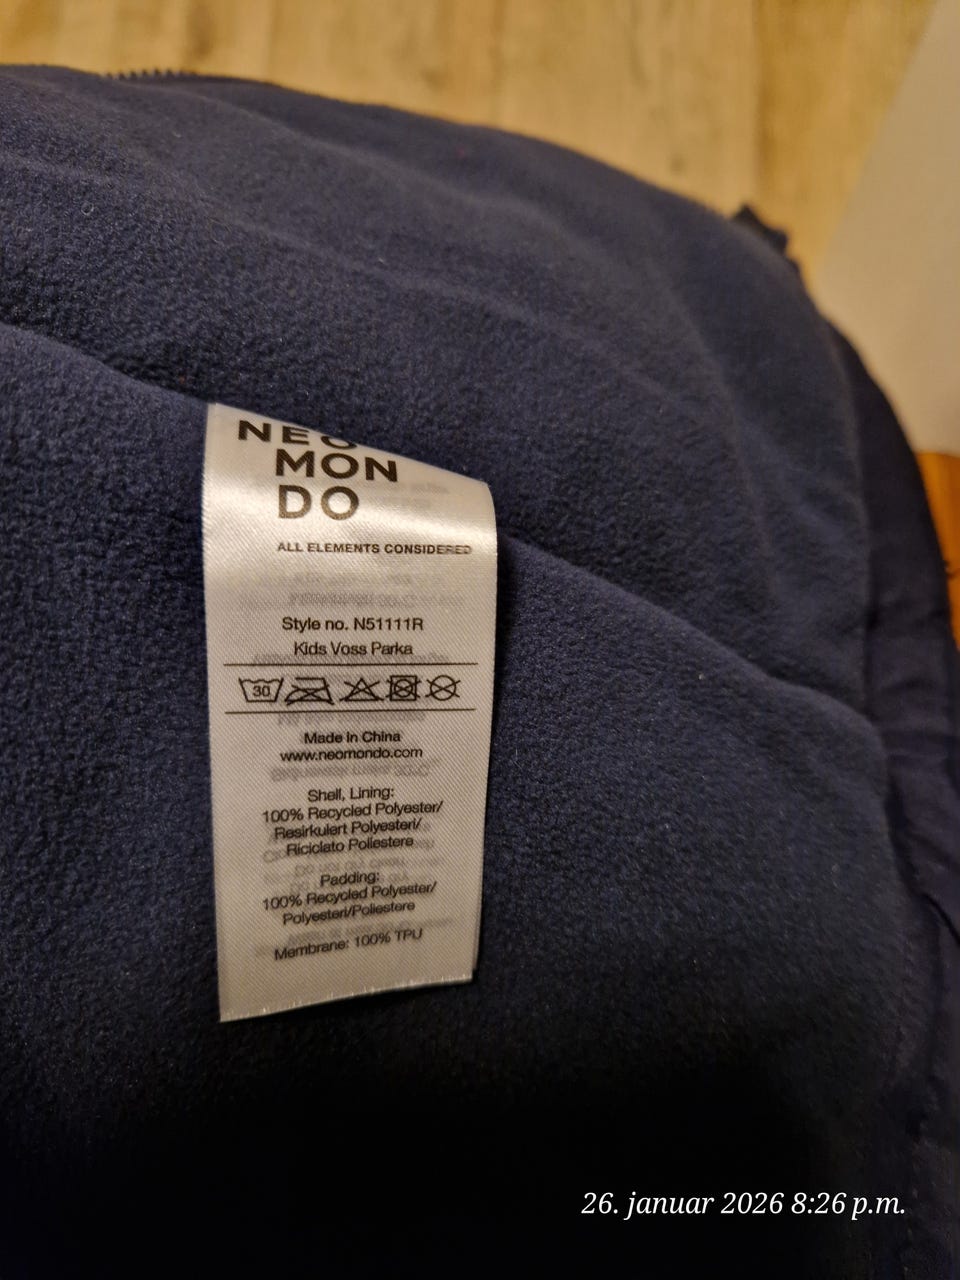 NEO
MON
DO
ALL ELEMENTS CONSIDERED
Style no. N51111R
Kids Voss Parka
30
Made in China
www.neomondo.com
Shell, Lining:
100% Recycled Polyester/
Resirkulert Polyesteri/
Riciclato Poliestere
Padding:
100% Recycled Polyester/
Polyesteri/Poliestere
Membrane: 100% TPU
26. januar 2026 8:26 p.m.